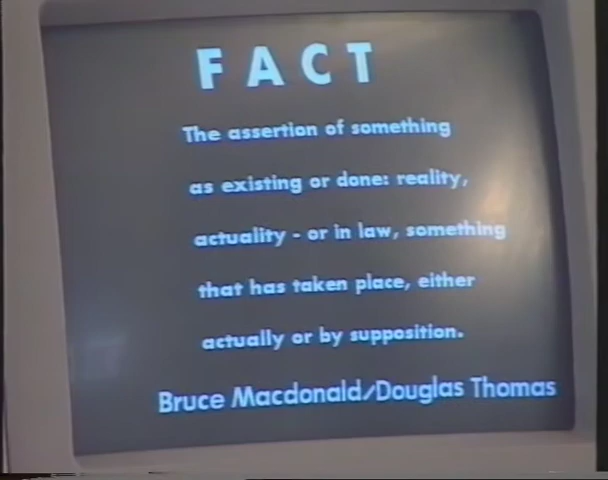 FACT
The assertion of something
as existing or done: reality,
actuality - or in law, something
that has taken place, either
actually or by supposition.
Bruce Macdonald/Douglas Thomas